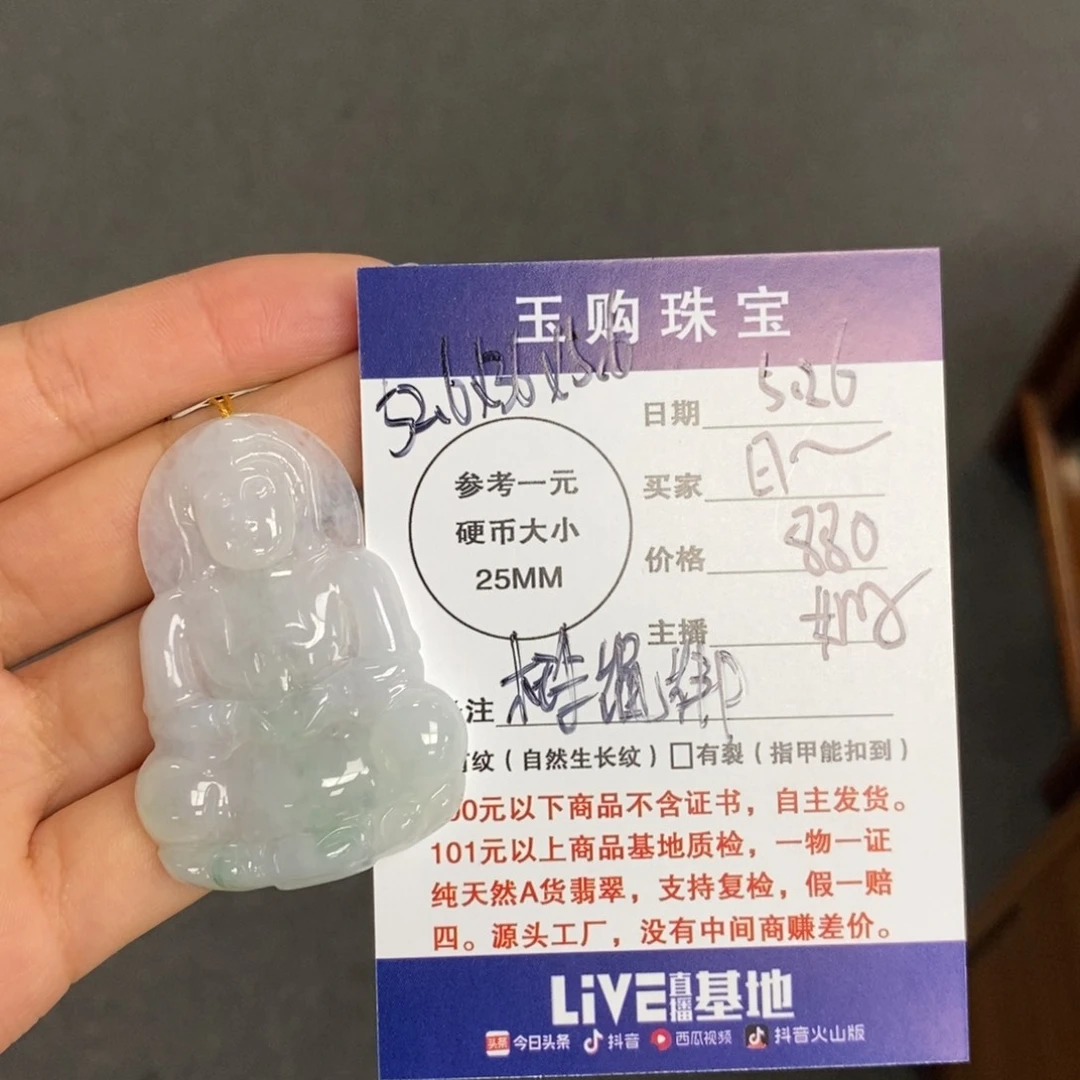 玉购珠宝
52.6x36x5.6
日期 5.26
参考一元
硬币大小
25MM
买家
价格 880
主播
注
有纹（自然生长纹）□有裂（指甲能扣到）
00元以下商品不含证书，自主发货。
101元以上商品基地质检，一物一证
纯天然A货翡翠，支持复检，假一赔
四。源头工厂，没有中间商赚差价。
LiVE直播基地
头条 今日头条 抖音 西瓜视频 抖音火山版